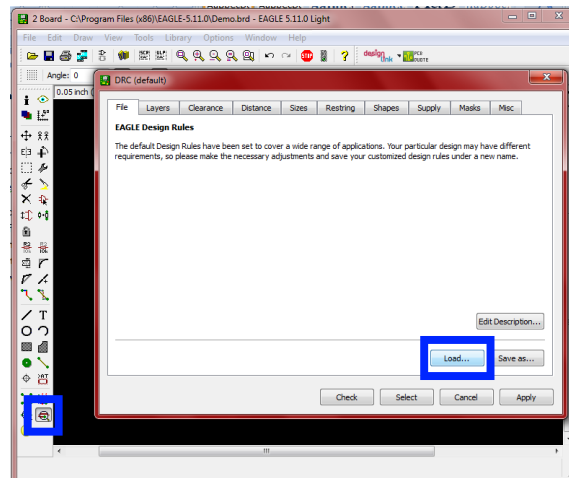 2 Board - C:\Program Files (x86)\EAGLE-5.11.0\Demo.brd - EAGLE 5.11.0 Light
File Edit Draw View Tools Library Options Window Help
design link
PCB QUOTE
Angle: 0
0.05 inch (
DRC (default)
File Layers Clearance Distance Sizes Restring Shapes Supply Masks Misc
EAGLE Design Rules
The default Design Rules have been set to cover a wide range of applications. Your particular design may have different
requirements, so please make the necessary adjustments and save your customized design rules under a new name.
Edit Description...
Load... Save as...
Check Select Cancel Apply